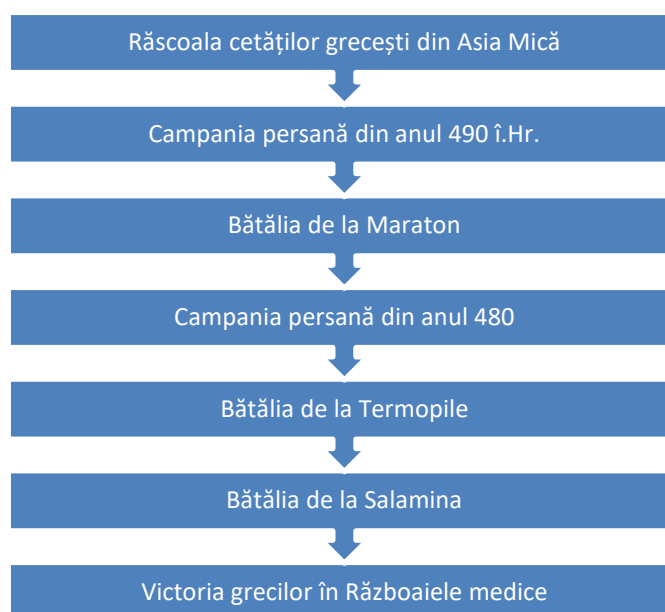 Răscoala cetăților grecești din Asia Mică
Campania persană din anul 490 î.Hr.
Bătălia de la Maraton
Campania persană din anul 480
Bătălia de la Termopile
Bătălia de la Salamina
Victoria grecilor în Războaiele medice